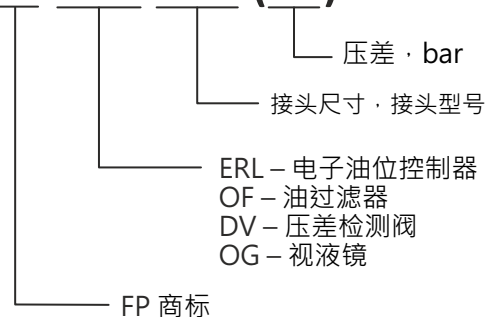 压差，bar
接头尺寸，接头型号
ERL – 电子油位控制器
OF – 油过滤器
DV – 压差检测阀
OG – 视液镜
FP 商标